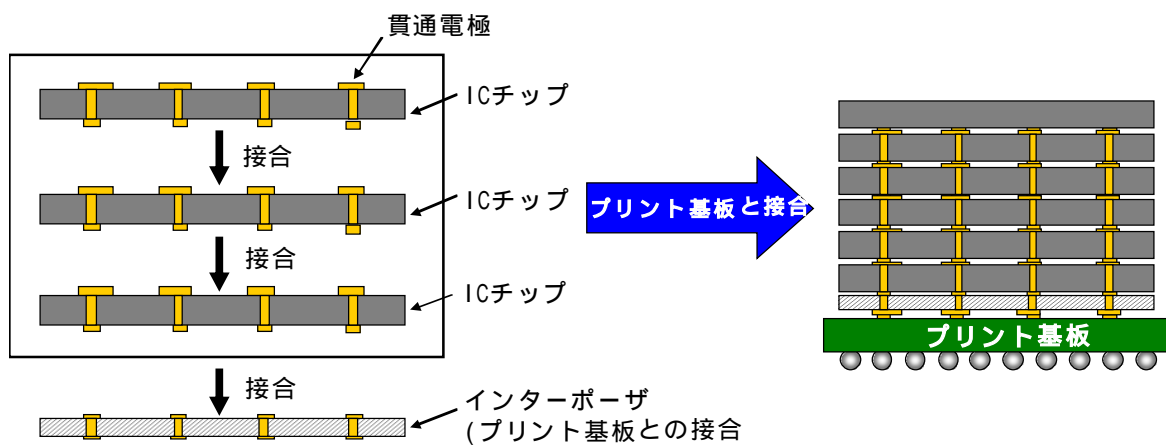 貫通電極
ICチップ
接合
ICチップ
接合
ICチップ
接合
インターポーザ
(プリント基板との接合
プリント基板と接合
プリント基板